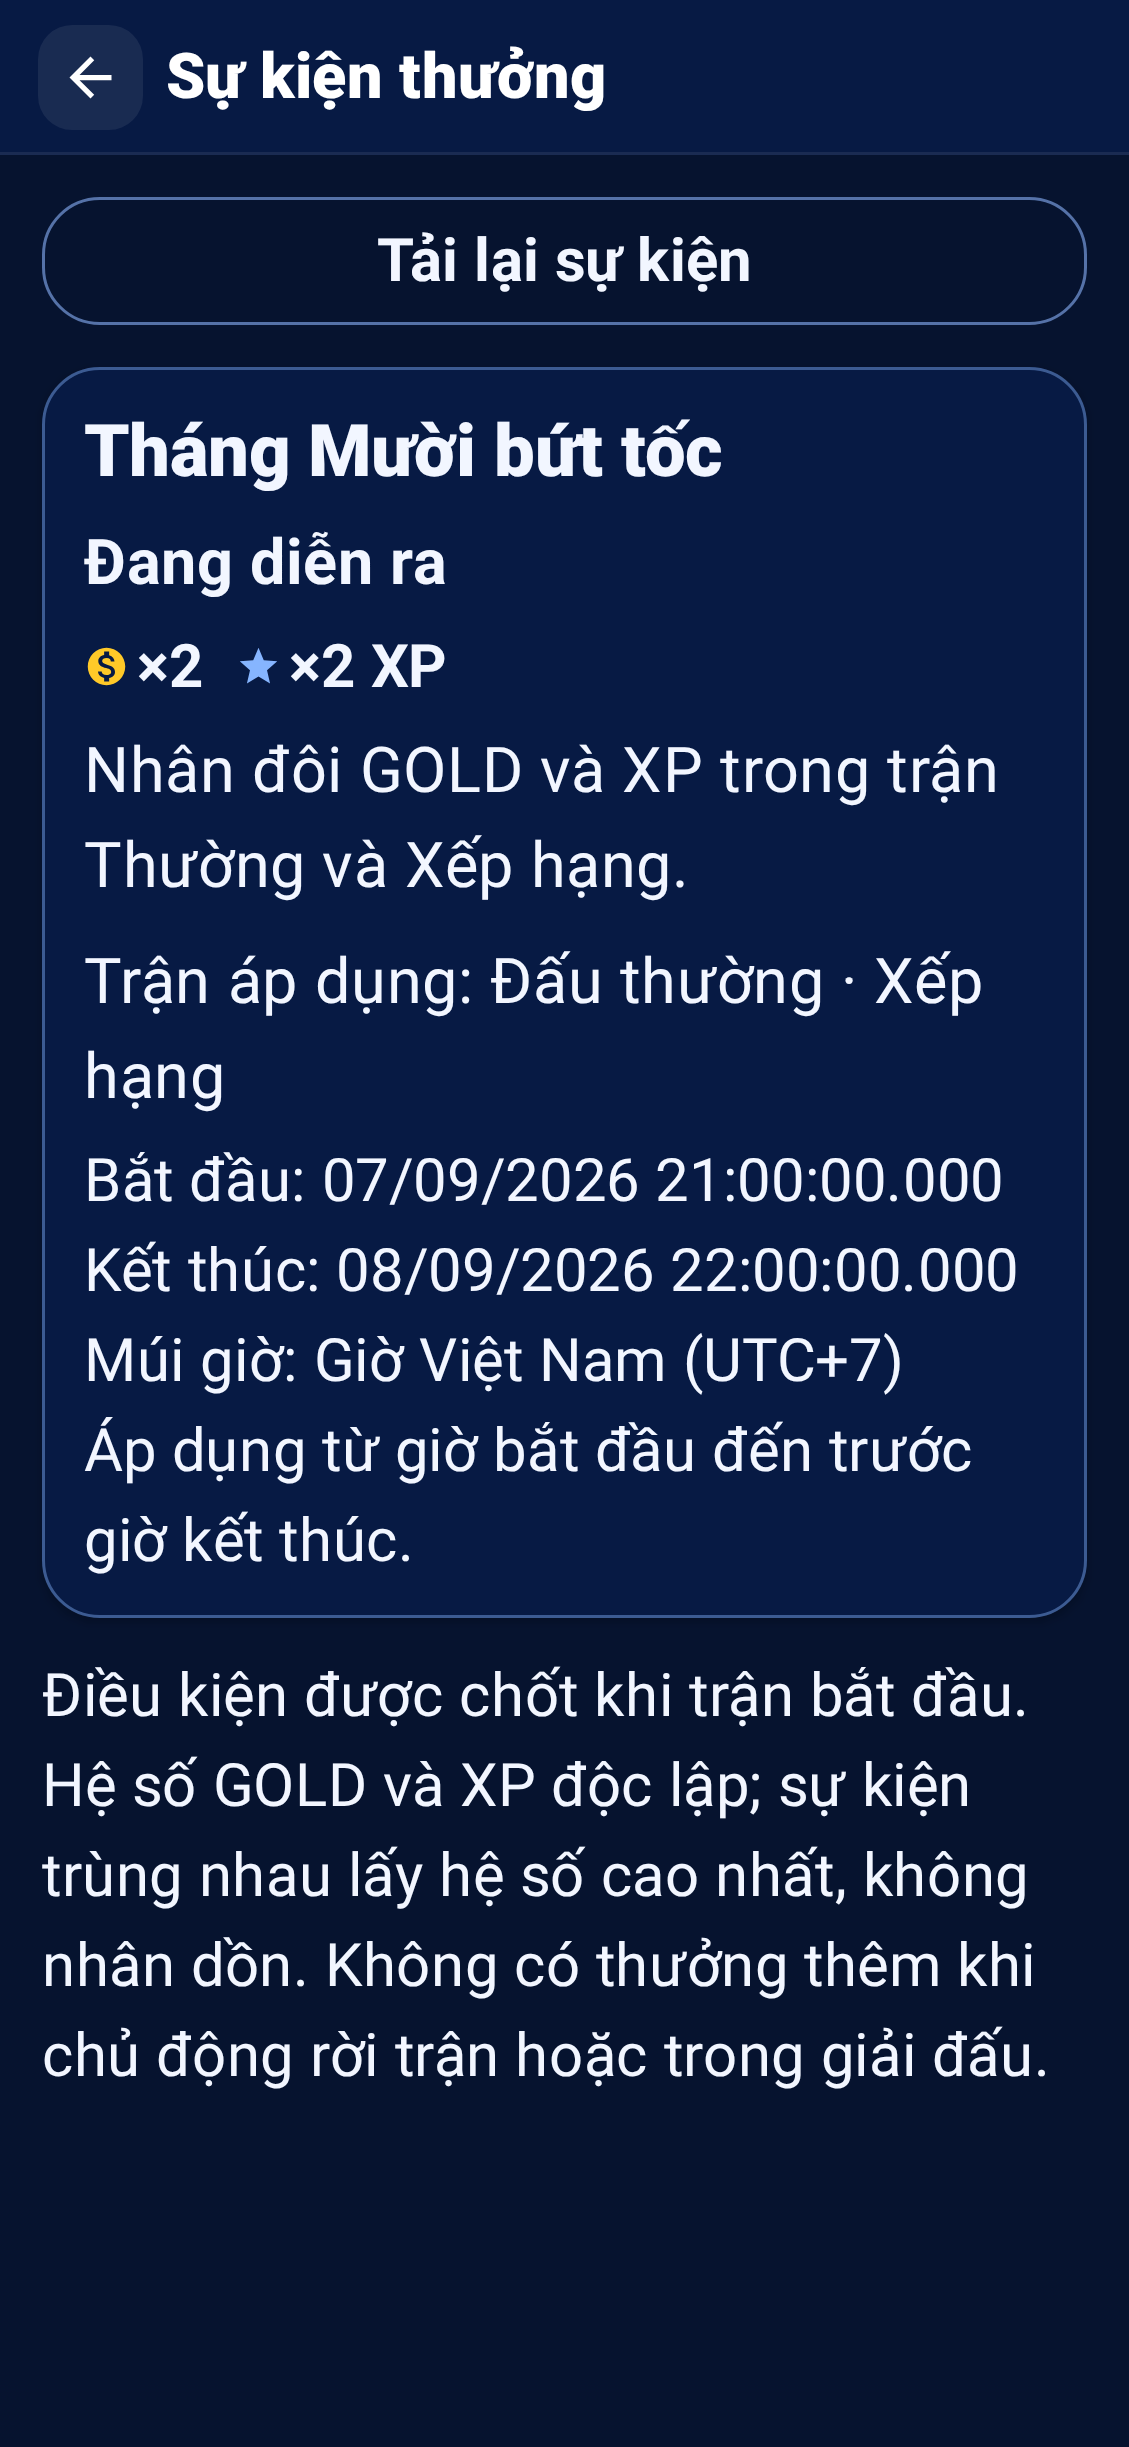 Sự kiện thưởng
Tải lại sự kiện
Tháng Mười bứt tốc
Đang diễn ra
×2 ×2 XP
Nhân đôi GOLD và XP trong trận
Thường và Xếp hạng.
Trận áp dụng: Đấu thường · Xếp
hạng
Bắt đầu: 07/09/2026 21:00:00.000
Kết thúc: 08/09/2026 22:00:00.000
Múi giờ: Giờ Việt Nam (UTC+7)
Áp dụng từ giờ bắt đầu đến trước
giờ kết thúc.
Điều kiện được chốt khi trận bắt đầu.
Hệ số GOLD và XP độc lập; sự kiện
trùng nhau lấy hệ số cao nhất, không
nhân dồn. Không có thưởng thêm khi
chủ động rời trận hoặc trong giải đấu.